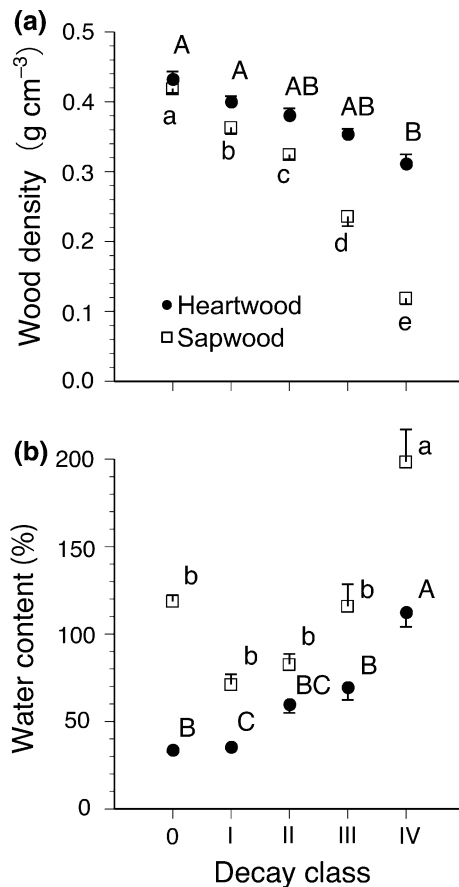 (a)
0.5
0.4
0.3
0.2
0.1
0.0
Wood density (g cm⁻³)
A
A
AB
AB
B
a
b
c
d
e
Heartwood
Sapwood
(b)
200
150
100
50
0
Water content (%)
b
b
b
b
a
B
C
BC
B
A
0 I II III IV
Decay class